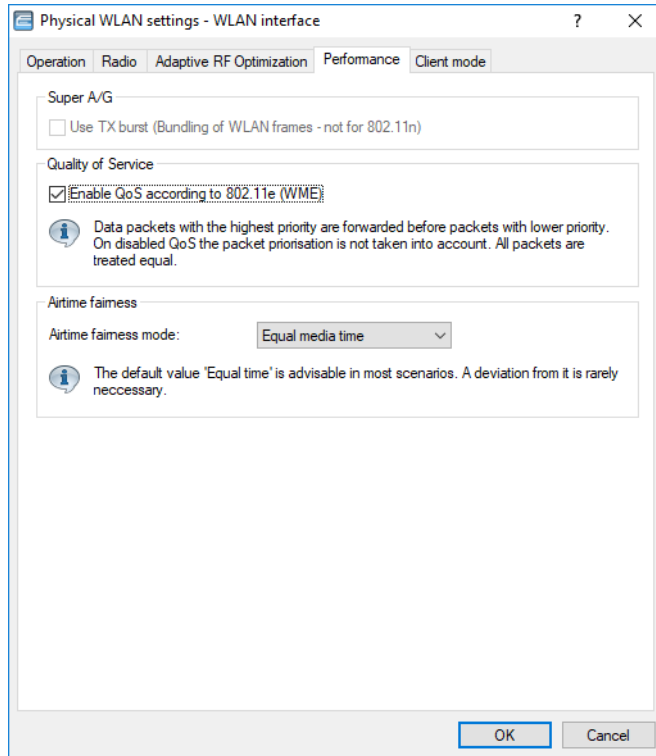 Physical WLAN settings - WLAN interface
?
Operation Radio Adaptive RF Optimization Performance Client mode
Super A/G
Use TX burst (Bundling of WLAN frames - not for 802.11n)
Quality of Service
Enable QoS according to 802.11e (WME)
Data packets with the highest priority are forwarded before packets with lower priority.
On disabled QoS the packet priorisation is not taken into account. All packets are
treated equal.
Airtime fairness
Airtime fairness mode: Equal media time
The default value 'Equal time' is advisable in most scenarios. A deviation from it is rarely
neccessary.
OK Cancel